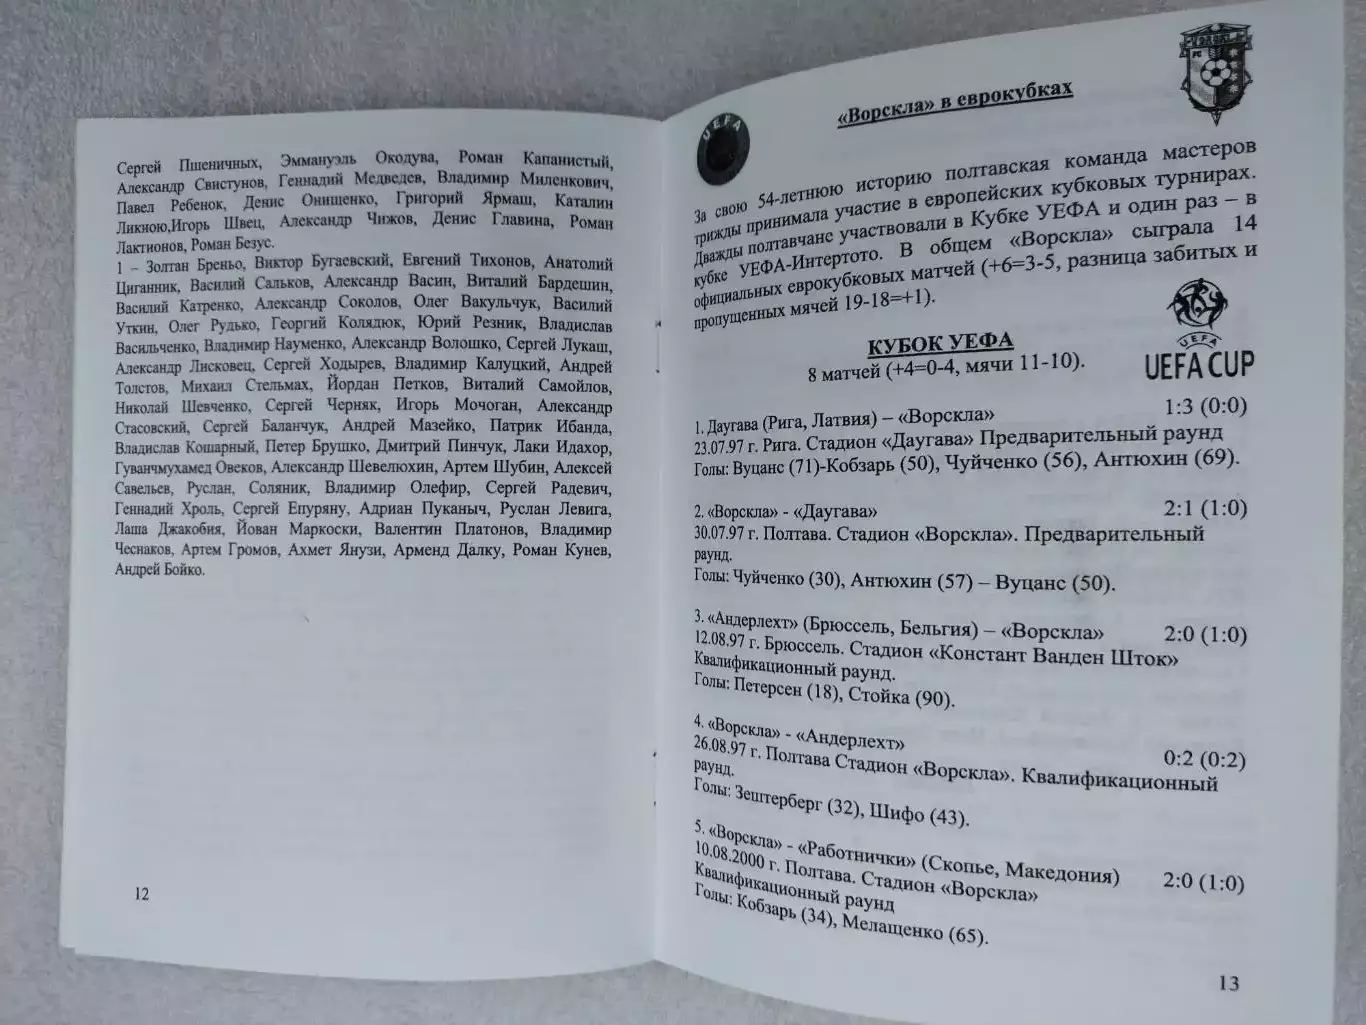 Сергей Пшеничных, Эммануэль Окодува, Роман Капанистый,
Александр Свистунов, Геннадий Медведев, Владимир Миленкович,
Павел Ребенок, Денис Онищенко, Григорий Ярмаш, Каталин
Ликною,Игорь Швец, Александр Чижов, Денис Главина, Роман
Лактионов, Роман Безус.
1 – Золтан Бреньо, Виктор Бугаевский, Евгений Тихонов, Анатолий
Циганник, Василий Сальков, Александр Васин, Виталий Бардешин,
Василий Катренко, Александр Соколов, Олег Вакульчук, Василий
Уткин, Олег Рудько, Георгий Колядюк, Юрий Резник, Владислав
Васильченко, Владимир Науменко, Александр Волошко, Сергей Лукаш,
Александр Лисковец, Сергей Ходырев, Владимир Калуцкий, Андрей
Толстов, Михаил Стельмах, Йордан Петков, Виталий Самойлов,
Николай Шевченко, Сергей Черняк, Игорь Мочоган, Александр
Стасовский, Сергей Баланчук, Андрей Мазейко, Патрик Ибанда,
Владислав Кошарный, Петер Брушко, Дмитрий Пинчук, Лаки Идахор,
Гуванчмухамед Овеков, Александр Шевелюхин, Артем Шубин, Алексей
Савельев, Руслан, Соляник, Владимир Олефир, Сергей Радевич,
Геннадий Хроль, Сергей Епуряну, Адриан Пуканыч, Руслан Левига,
Лаша Джакобия, Йован Маркоски, Валентин Платонов, Владимир
Чеснаков, Артем Громов, Ахмет Янузи, Арменд Далку, Роман Кунев,
Андрей Бойко.
12
UEFA
«Ворскла» в еврокубках
За свою 54-летнюю историю полтавская команда мастеров
трижды принимала участие в европейских кубковых турнирах.
Дважды полтавчане участвовали в Кубке УЕФА и один раз – в
кубке УЕФА-Интертото. В общем «Ворскла» сыграла 14
официальных еврокубковых матчей (+6=3-5, разница забитых и
пропущенных мячей 19-18=+1).
КУБОК УЕФА
8 матчей (+4=0-4, мячи 11-10).
UEFA
UEFA CUP
1. Даугава (Рига, Латвия) – «Ворскла» 1:3 (0:0)
23.07.97 г. Рига. Стадион «Даугава» Предварительный раунд
Голы: Вуцанс (71)-Кобзарь (50), Чуйченко (56), Антюхин (69).
2. «Ворскла» - «Даугава» 2:1 (1:0)
30.07.97 г. Полтава. Стадион «Ворскла». Предварительный
раунд.
Голы: Чуйченко (30), Антюхин (57) – Вуцанс (50).
3. «Андерлехт» (Брюссель, Бельгия) – «Ворскла» 2:0 (1:0)
12.08.97 г. Брюссель. Стадион «Констант Ванден Шток»
Квалификационный раунд.
Голы: Петерсен (18), Стойка (90).
4. «Ворскла» - «Андерлехт» 0:2 (0:2)
26.08.97 г. Полтава Стадион «Ворскла». Квалификационный
раунд.
Голы: Зештерберг (32), Шифо (43).
5. «Ворскла» - «Работнички» (Скопье, Македония) 2:0 (1:0)
10.08.2000 г. Полтава. Стадион «Ворскла»
Квалификационный раунд
Голы: Кобзарь (34), Мелащенко (65).
13